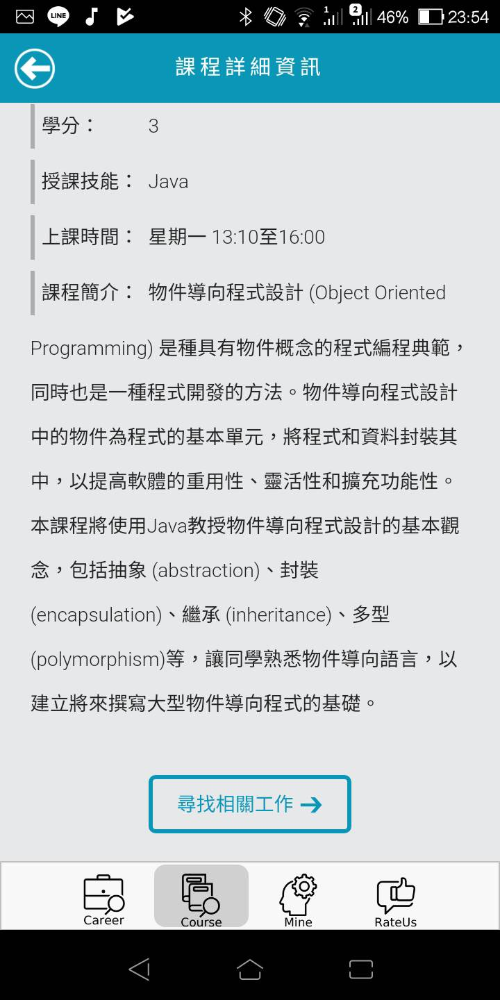 LINE
1
2
46%
23:54
課程詳細資訊
學分： 3
授課技能： Java
上課時間： 星期一 13:10至16:00
課程簡介： 物件導向程式設計 (Object Oriented
Programming) 是種具有物件概念的程式編程典範，
同時也是一種程式開發的方法。物件導向程式設計
中的物件為程式的基本單元，將程式和資料封裝其
中，以提高軟體的重用性、靈活性和擴充功能性。
本課程將使用Java教授物件導向程式設計的基本觀
念，包括抽象 (abstraction)、封裝
(encapsulation)、繼承 (inheritance)、多型
(polymorphism)等，讓同學熟悉物件導向語言，以
建立將來撰寫大型物件導向程式的基礎。
尋找相關工作
Career
Course
Mine
RateUs